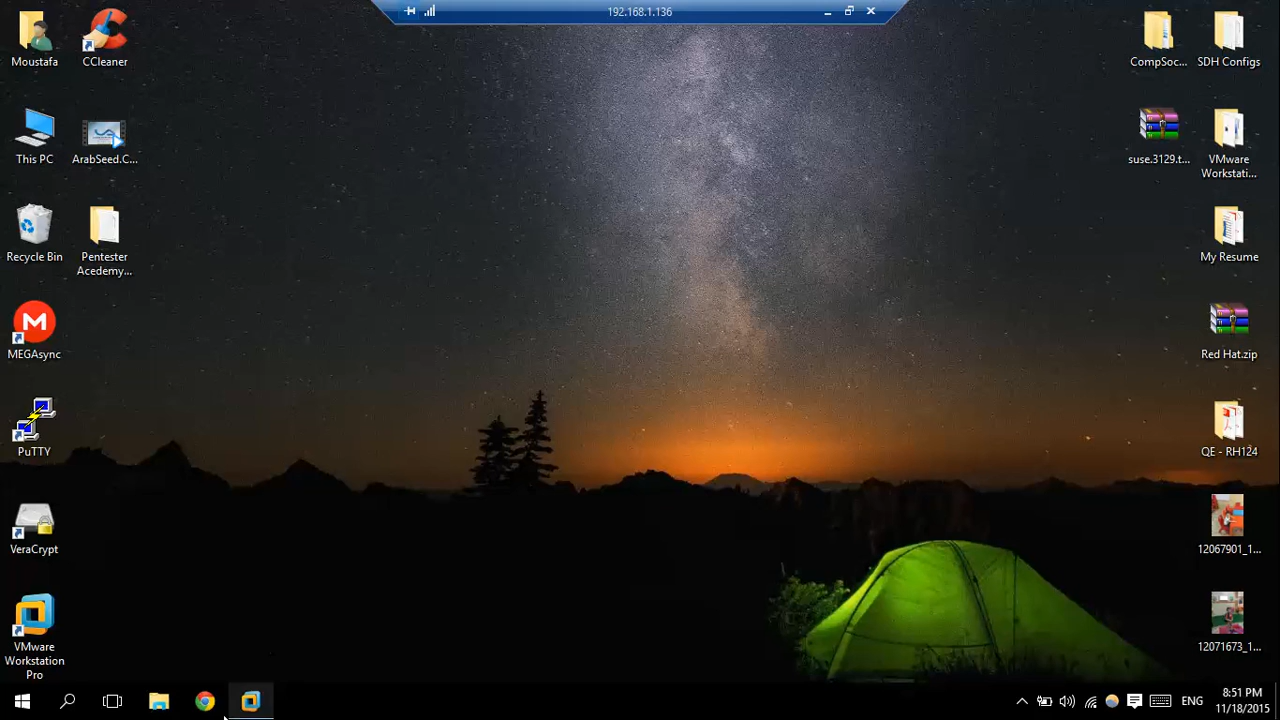 192.168.1.136
Moustafa
CCleaner
This PC
ArabSeed.C...
Recycle Bin
Pentester
Acedemy...
MEGAsync
PuTTY
VeraCrypt
VMware
Workstation
Pro
CompSoc...
SDH Configs
suse.3129.t...
VMware
Workstati...
My Resume
Red Hat.zip
QE - RH124
12067901_1...
12071673_1...
ENG
8:51 PM
11/18/2015